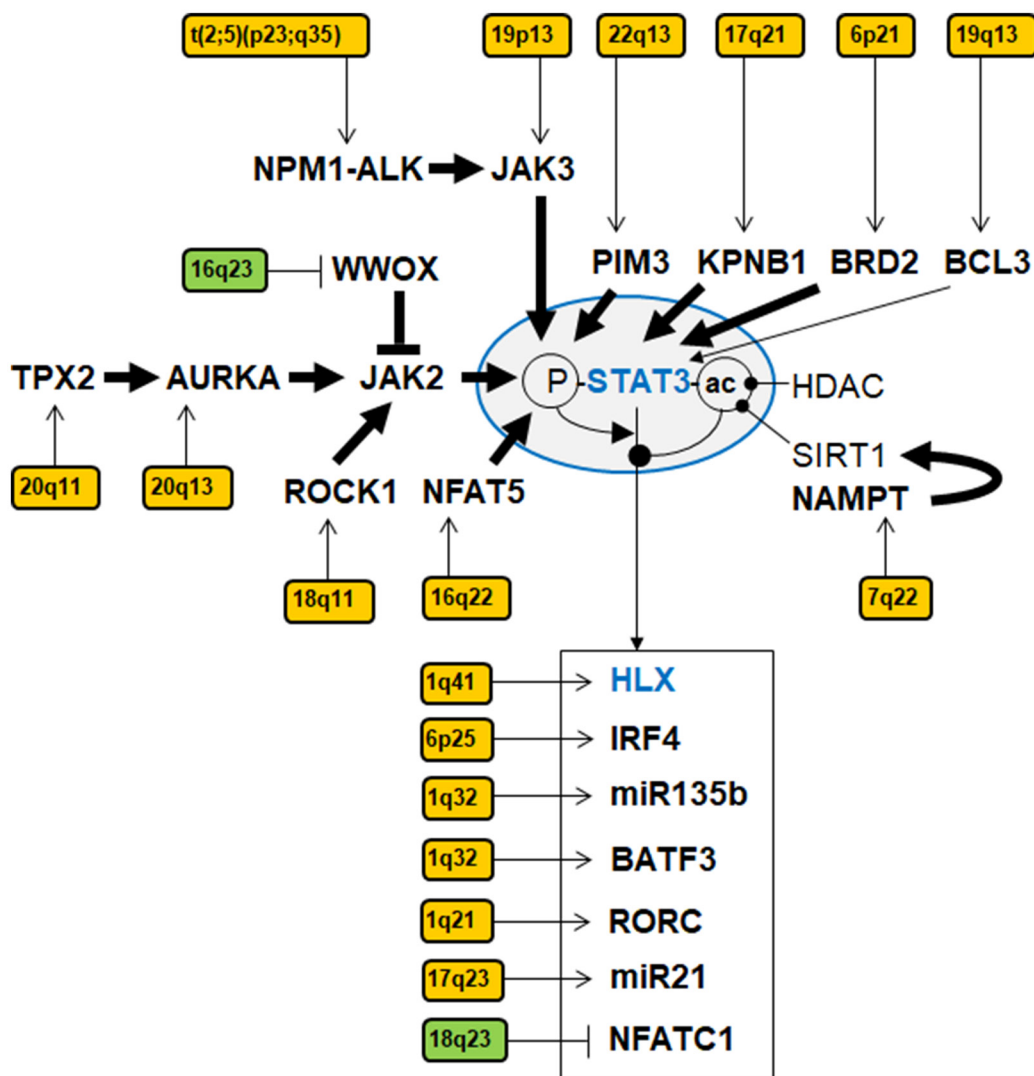 t(2;5)(p23;q35) 19p13 22q13 17q21 6p21 19q13
NPM1-ALK JAK3
16q23 WWOX PIM3 KPNB1 BRD2 BCL3
TPX2 AURKA JAK2 P-STAT3-ac HDAC
SIRT1
20q11 20q13 ROCK1 NFAT5 NAMPT
18q11 16q22 7q22
1q41 HLX
6p25 IRF4
1q32 miR135b
1q32 BATF3
1q21 RORC
17q23 miR21
18q23 NFATC1